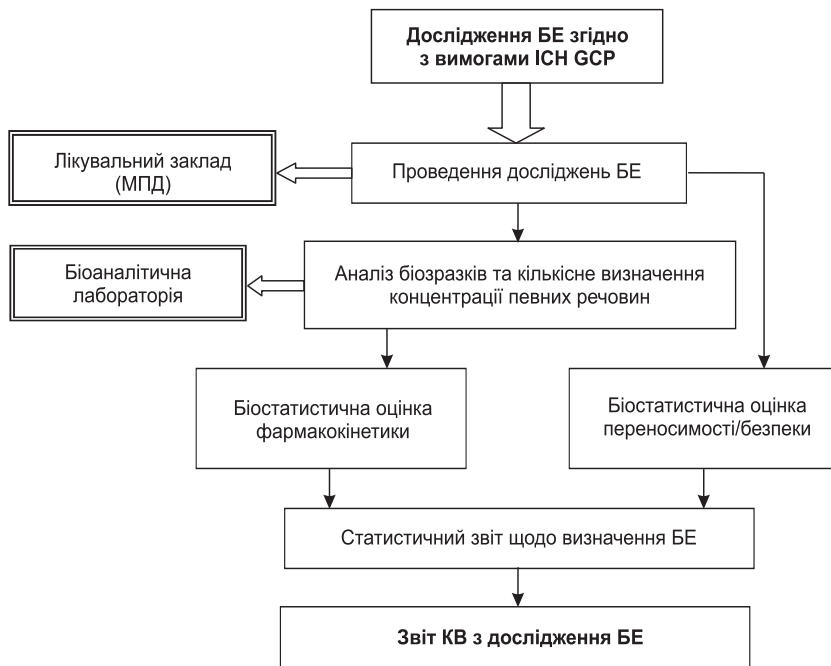 Дослідження БЕ згідно
з вимогами ICH GCP
Лікувальний заклад
(МПД)
Проведення досліджень БЕ
Біоаналітична
лабораторія
Аналіз біозразків та кількісне визначення
концентрації певних речовин
Біостатистична оцінка
фармакокінетики
Біостатистична оцінка
переносимості/безпеки
Статистичний звіт щодо визначення БЕ
Звіт КВ з дослідження БЕ